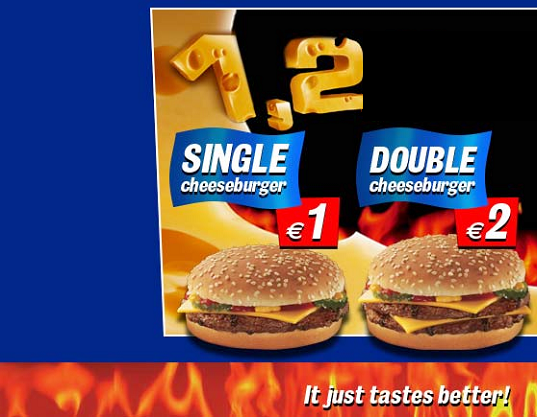 1,2
SINGLE
cheeseburger
€1
DOUBLE
cheeseburger
€2
It just tastes better!